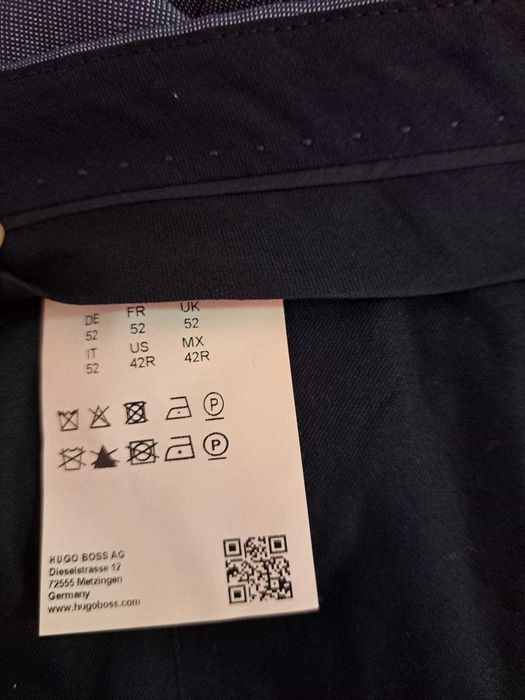 DE FR UK
52 52 52
IT US MX
52 42R 42R
P
P
HUGO BOSS AG
Dieselstrasse 12
72555 Metzingen
Germany
www.hugoboss.com